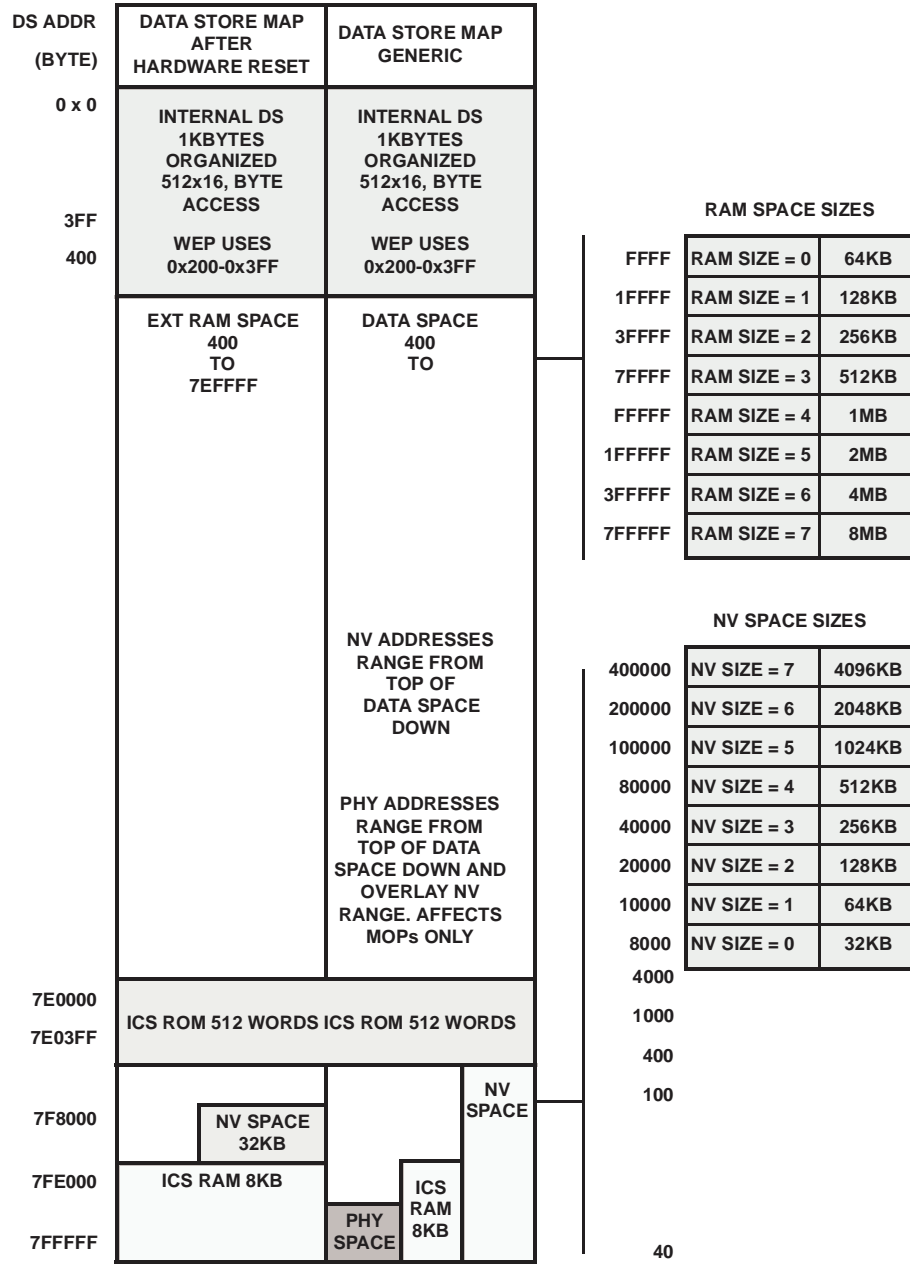 DS ADDR
(BYTE)
DATA STORE MAP
AFTER
HARDWARE RESET
DATA STORE MAP
GENERIC
0 x 0
3FF
400
INTERNAL DS
1KBYTES
ORGANIZED
512x16, BYTE
ACCESS
WEP USES
0x200-0x3FF
INTERNAL DS
1KBYTES
ORGANIZED
512x16, BYTE
ACCESS
WEP USES
0x200-0x3FF
EXT RAM SPACE
400
TO
7EFFFF
DATA SPACE
400
TO
RAM SPACE SIZES
FFFF RAM SIZE = 0 64KB
1FFFF RAM SIZE = 1 128KB
3FFFF RAM SIZE = 2 256KB
7FFFF RAM SIZE = 3 512KB
FFFFF RAM SIZE = 4 1MB
1FFFFF RAM SIZE = 5 2MB
3FFFFF RAM SIZE = 6 4MB
7FFFFF RAM SIZE = 7 8MB
NV ADDRESSES
RANGE FROM
TOP OF
DATA SPACE
DOWN
PHY ADDRESSES
RANGE FROM
TOP OF DATA
SPACE DOWN AND
OVERLAY NV
RANGE. AFFECTS
MOPs ONLY
NV SPACE SIZES
400000 NV SIZE = 7 4096KB
200000 NV SIZE = 6 2048KB
100000 NV SIZE = 5 1024KB
80000 NV SIZE = 4 512KB
40000 NV SIZE = 3 256KB
20000 NV SIZE = 2 128KB
10000 NV SIZE = 1 64KB
8000 NV SIZE = 0 32KB
4000
1000
400
100
40
7E0000
7E03FF
ICS ROM 512 WORDS ICS ROM 512 WORDS
7F8000
7FE000
7FFFFF
NV SPACE
32KB
ICS RAM 8KB
PHY
SPACE
ICS
RAM
8KB
NV
SPACE